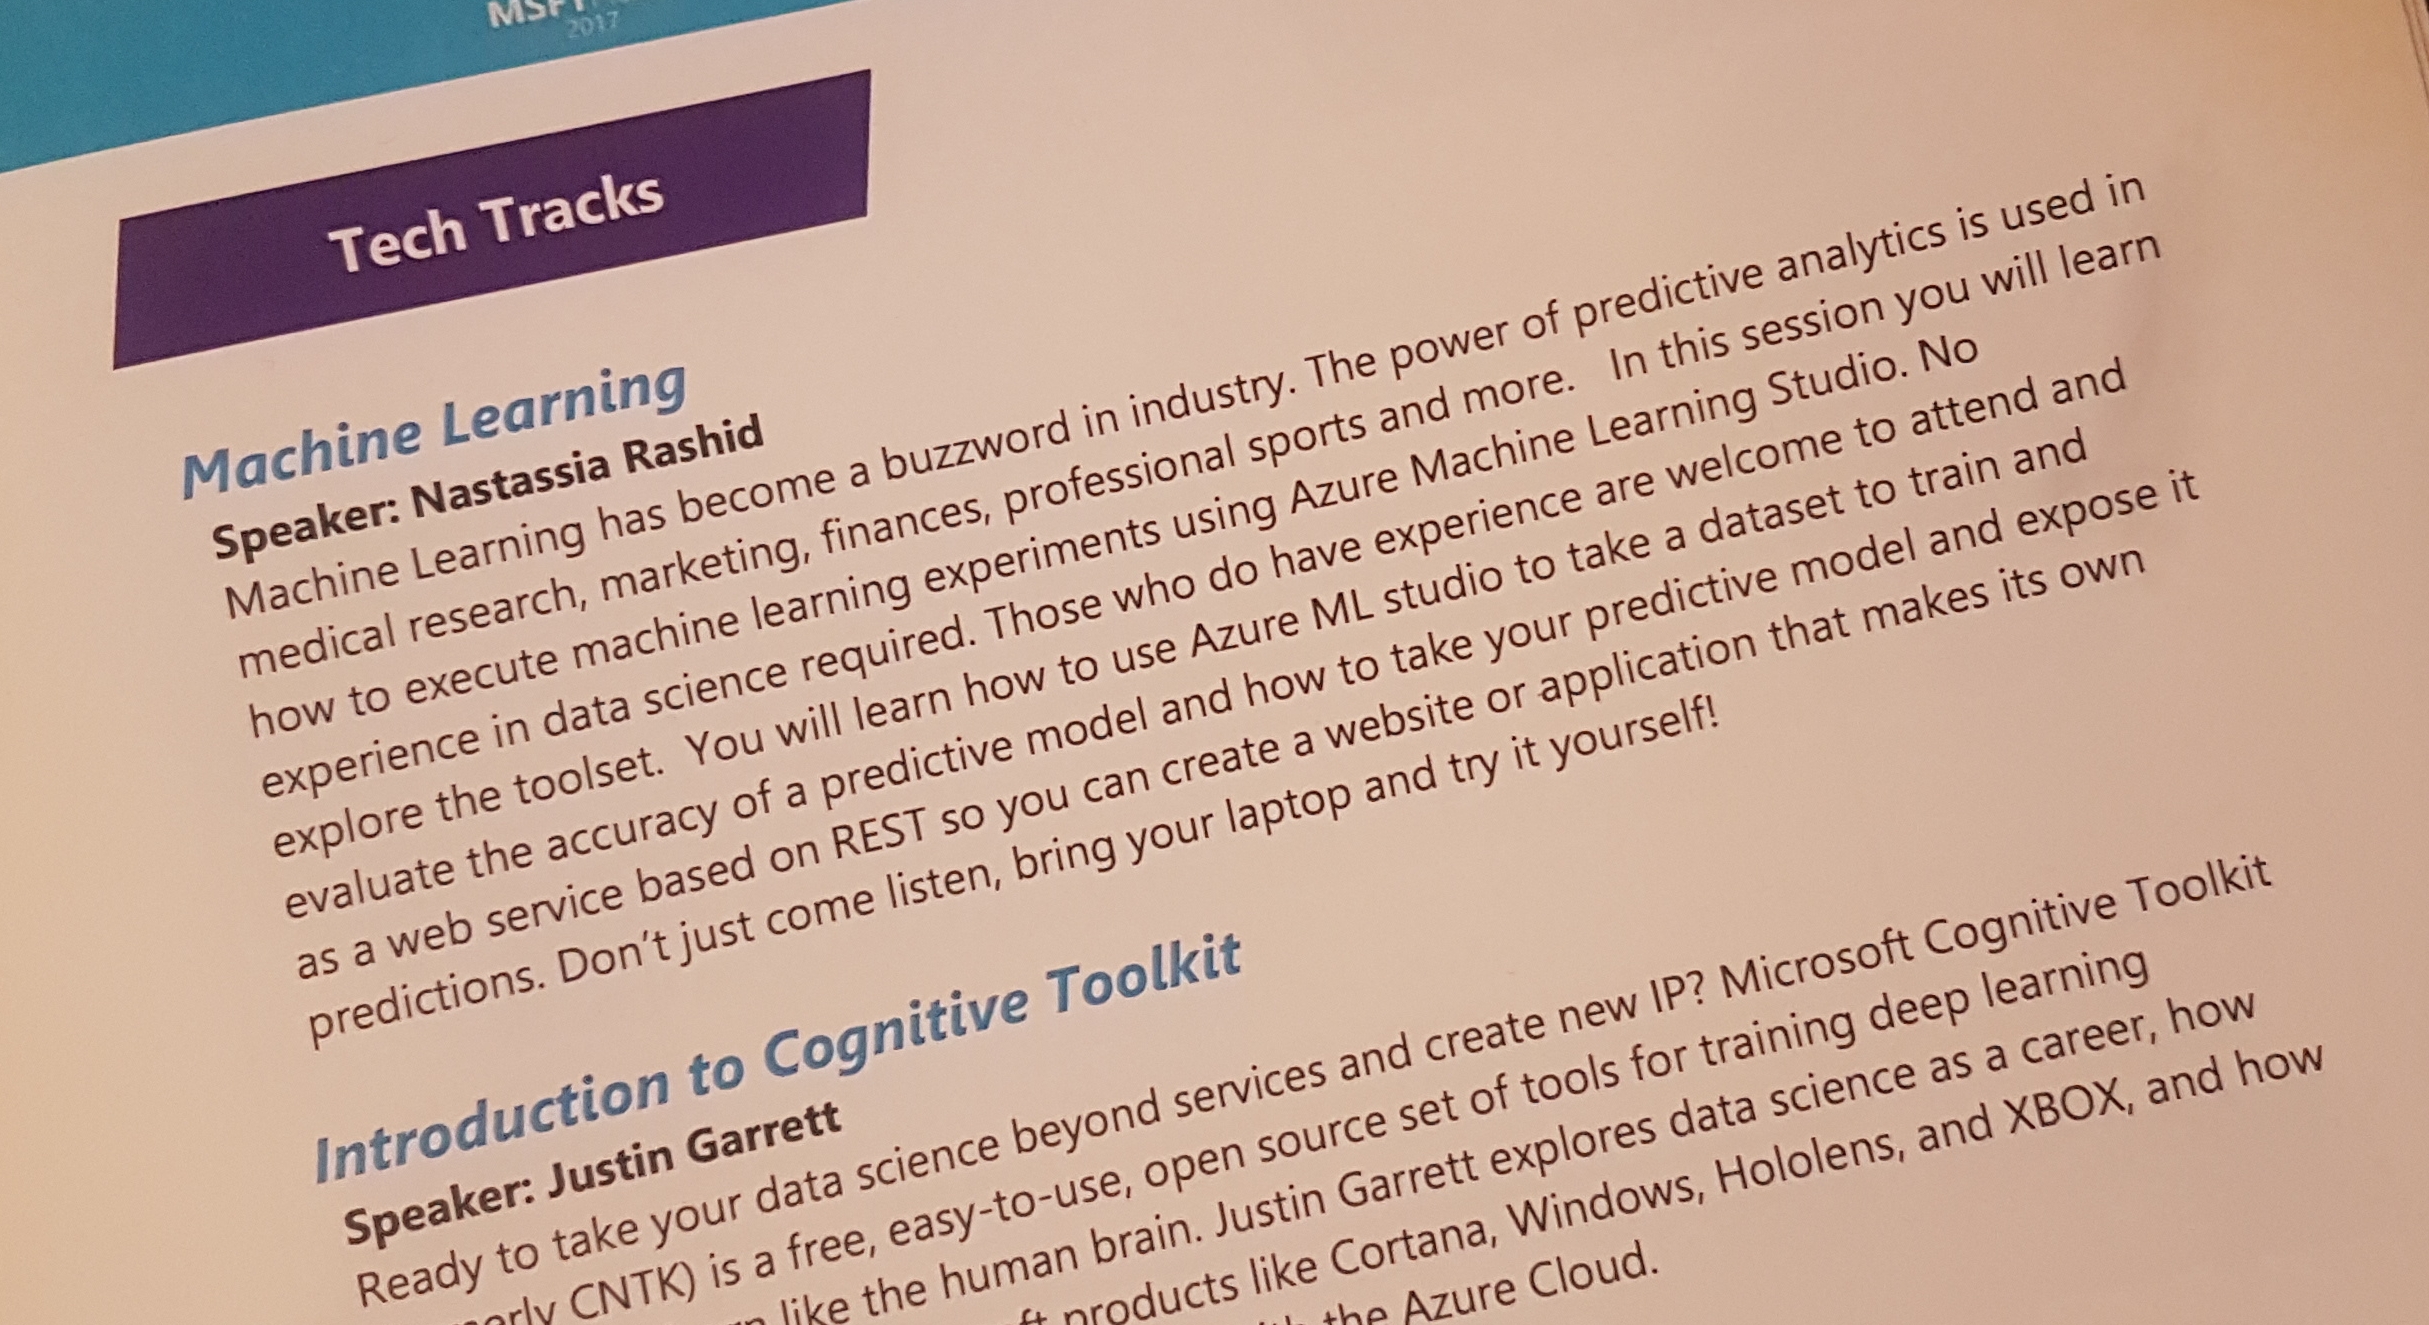 2017
Tech Tracks
Machine Learning
Speaker: Nastassia Rashid
Machine Learning has become a buzzword in industry. The power of predictive analytics is used in
medical research, marketing, finances, professional sports and more.   In this session you will learn
how to execute machine learning experiments using Azure Machine Learning Studio. No
experience in data science required. Those who do have experience are welcome to attend and
explore the toolset.  You will learn how to use Azure ML studio to take a dataset to train and
evaluate the accuracy of a predictive model and how to take your predictive model and expose it
as a web service based on REST so you can create a website or application that makes its own
predictions. Don't just come listen, bring your laptop and try it yourself!
Introduction to Cognitive Toolkit
Speaker: Justin Garrett
Ready to take your data science beyond services and create new IP? Microsoft Cognitive Toolkit
CNTK) is a free, easy-to-use, open source set of tools for training deep learning
like the human brain. Justin Garrett explores data science as a career, how
products like Cortana, Windows, Hololens, and XBOX, and how
the Azure Cloud.